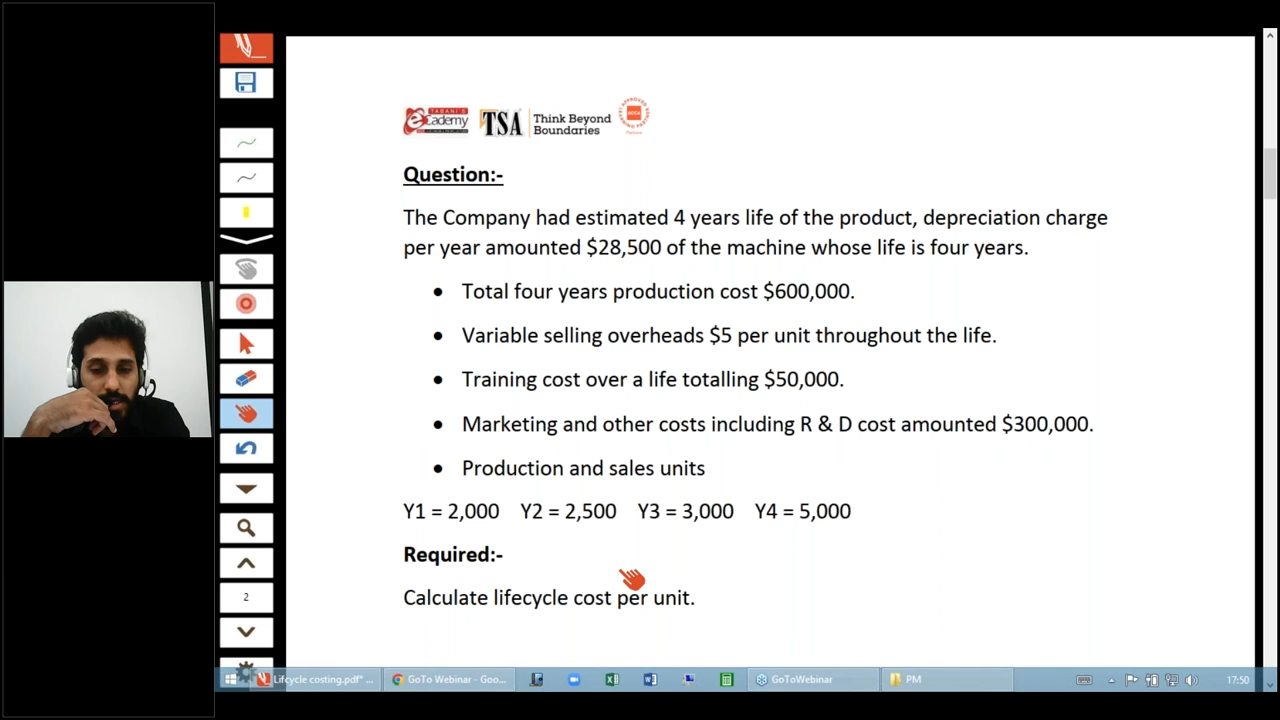 TABANI'S
eCademy
TSA
Think Beyond
Boundaries
Question:-
The Company had estimated 4 years life of the product, depreciation charge
per year amounted $28,500 of the machine whose life is four years.
• Total four years production cost $600,000.
• Variable selling overheads $5 per unit throughout the life.
• Training cost over a life totalling $50,000.
• Marketing and other costs including R & D cost amounted $300,000.
• Production and sales units
Y1 = 2,000 Y2 = 2,500 Y3 = 3,000 Y4 = 5,000
Required:-
Calculate lifecycle cost per unit.
2
Lifcycle costing.pdf* ...
GoTo Webinar - Goo...
GoToWebinar
PM
17:50